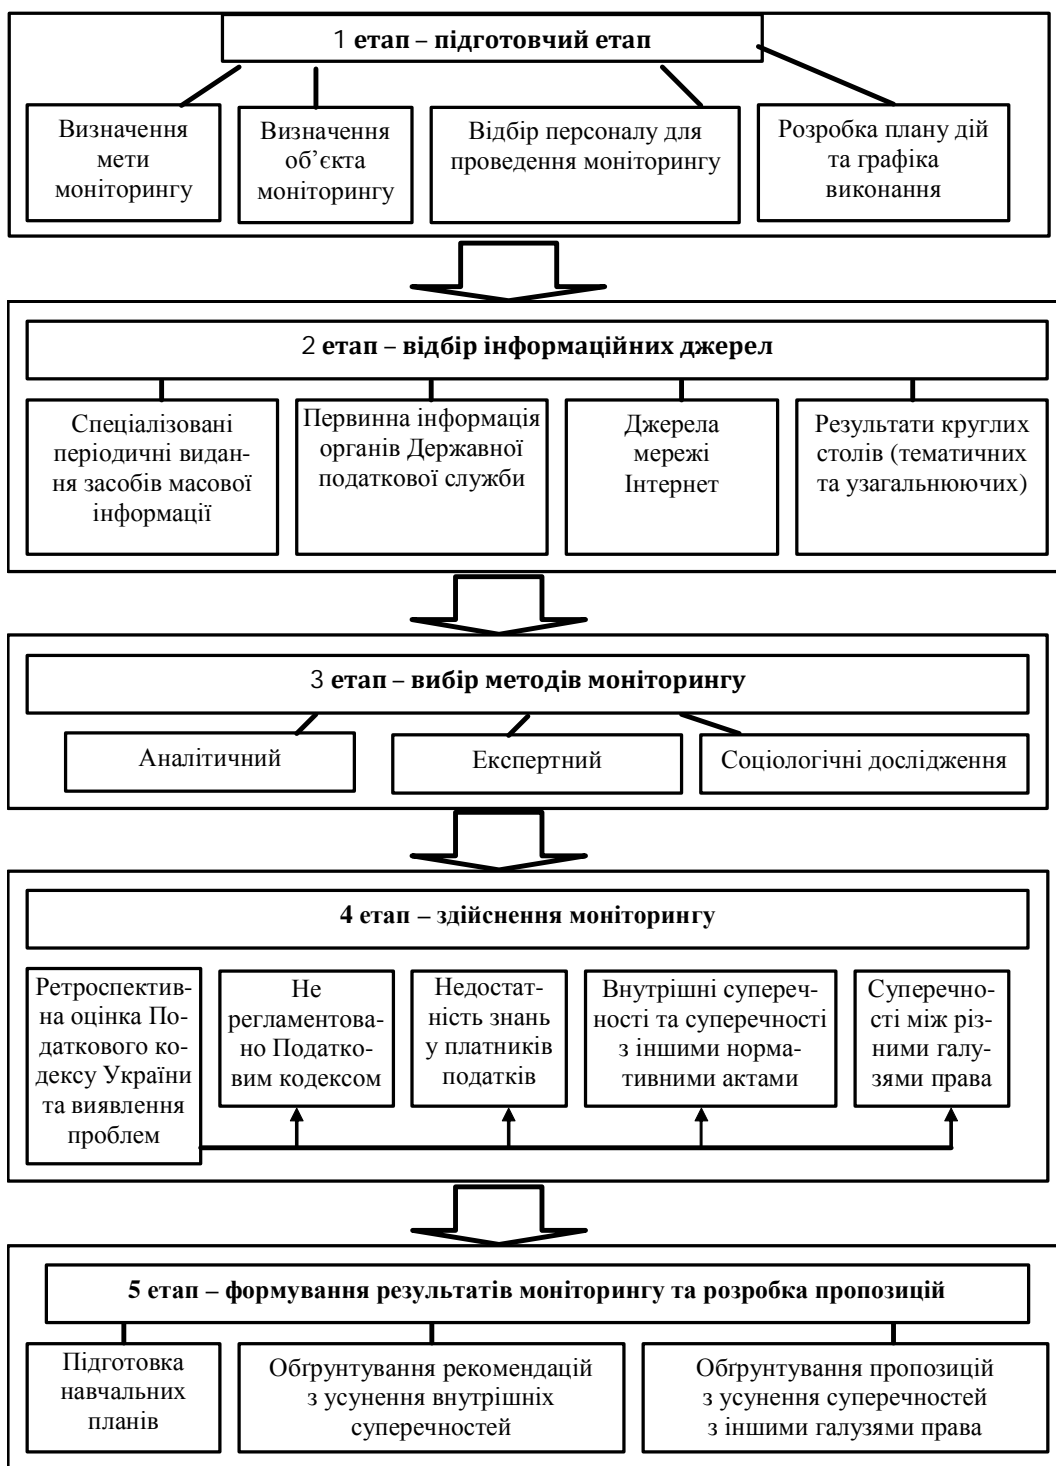 1 етап – підготовчий етап
Визначення
мети
моніторингу
Визначення
об’єкта
моніторингу
Відбір персоналу для
проведення моніторингу
Розробка плану дій
та графіка
виконання
2 етап – відбір інформаційних джерел
Спеціалізовані
періодичні видан-
ня засобів масової
інформації
Первинна інформація
органів Державної
податкової служби
Джерела
мережі
Інтернет
Результати круглих
столів (тематичних
та узагальнюючих)
3 етап – вибір методів моніторингу
Аналітичний
Експертний
Соціологічні дослідження
4 етап – здійснення моніторингу
Ретроспектив-
на оцінка По-
даткового ко-
дексу України
та виявлення
проблем
Не
регламентова-
но Податко-
вим кодексом
Недостат-
ність знань
у платників
податків
Внутрішні супереч-
ності та суперечності
з іншими норма-
тивними актами
Суперечно-
сті між різ-
ними галу-
зями права
5 етап – формування результатів моніторингу та розробка пропозицій
Підготовка
навчальних
планів
Обґрунтування рекомендацій
з усунення внутрішніх
суперечностей
Обґрунтування пропозицій
з усунення суперечностей
з іншими галузями права